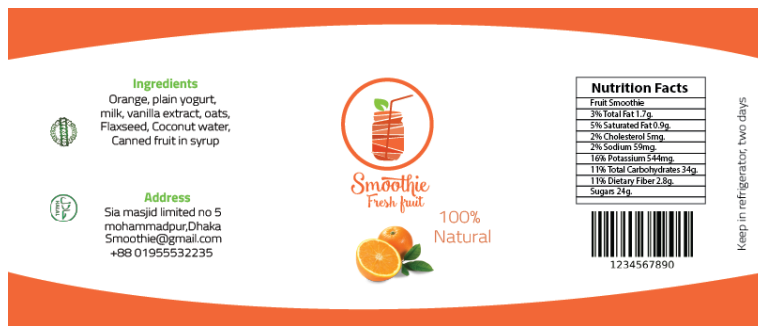 Ingredients
Orange, plain yogurt,
milk, vanilla extract, oats,
Flaxseed, Coconut water,
Canned fruit in syrup
Address
Sia masjid limited no 5
mohammadpur,Dhaka
Smoothie@gmail.com
+88 01955532235
Smoothie
Fresh fruit
100%
Natural
Nutrition Facts
Fruit Smoothie
3% Total Fat 1.7g.
5% Saturated Fat 0.9g.
2% Cholesterol 5mg.
2% Sodium 59mg.
16% Potassium 544mg.
11% Total Carbohydrates 34g.
11% Dietary Fiber 2.8g.
Sugars 24g.
1234567890
Keep in refrigerator, two days